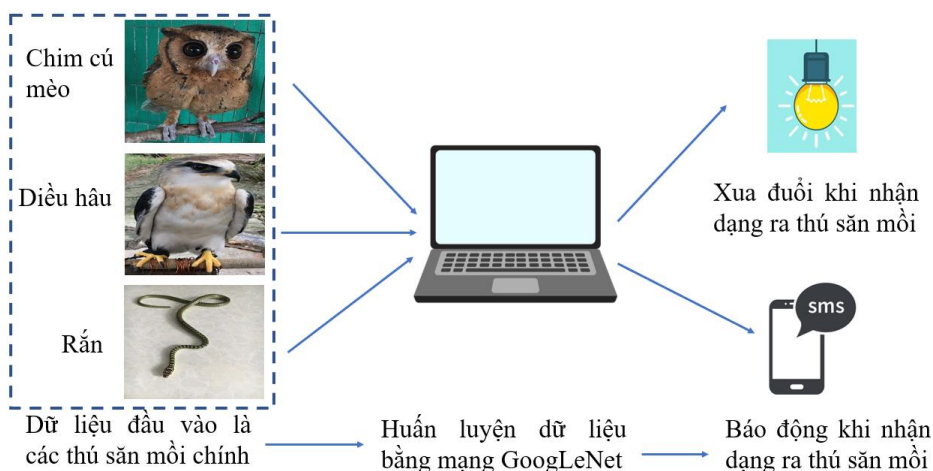 Chim cú
mèo
Diều hâu
Rắn
Dữ liệu đầu vào là
các thú săn mồi chính
Huấn luyện dữ liệu
bằng mạng GoogLeNet
Xua đuổi khi nhận
dạng ra thú săn mồi
sms
Báo động khi nhận
dạng ra thú săn mồi